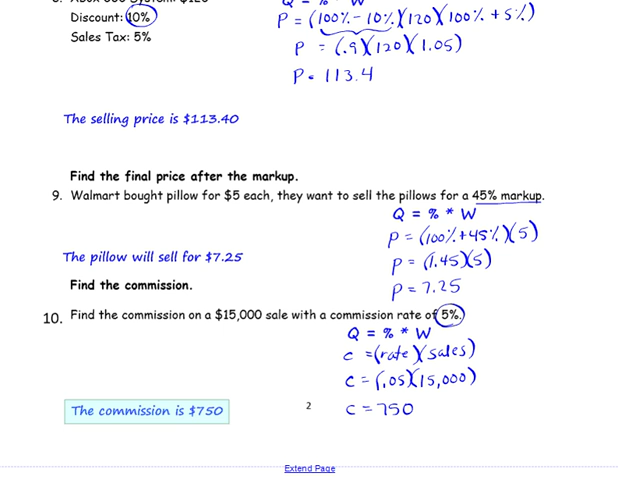 Q = % * W
Discount: 10%
P = (100% - 10%)(120)(100% + 5%)
Sales Tax: 5%
P = (.9)(120)(1.05)
P = 113.4
The selling price is $113.40
Find the final price after the markup.
9. Walmart bought pillow for $5 each, they want to sell the pillows for a 45% markup.
Q = % * W
P = (100% + 45%)(5)
The pillow will sell for $7.25
P = (1.45)(5)
Find the commission.
P = 7.25
10. Find the commission on a $15,000 sale with a commission rate of 5%.
Q = % * W
C = (rate)(sales)
C = (.05)(15,000)
The commission is $750
2
C = 750
Extend Page